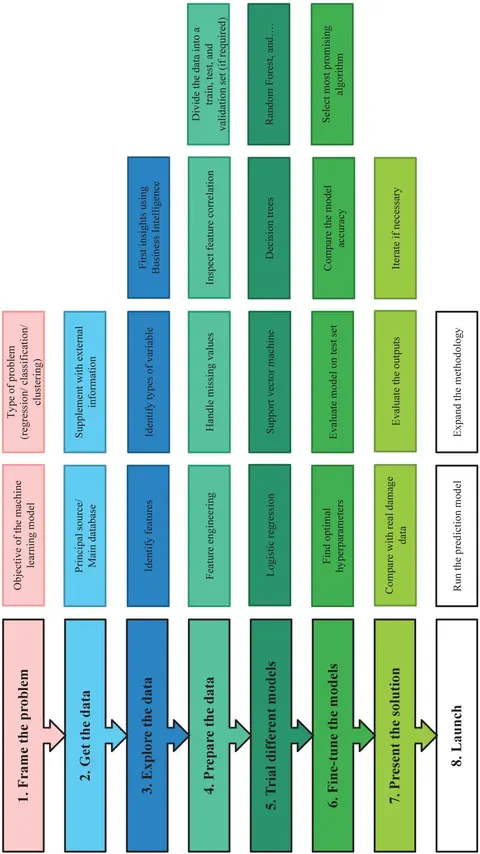 1. Frame the problem
Objective of the machine
learning model
Type of problem
(regression/ classification/
clustering)
2. Get the data
Principal source/
Main database
Supplement with external
information
3. Explore the data
Identify features
Identify types of variable
First insights using
Business Intelligence
4. Prepare the data
Feature engineering
Handle missing values
Inspect feature correlation
Divide the data into a
train, test, and
validation set (if required)
5. Trial different models
Logistic regression
Support vector machine
Decision trees
Random Forest, and….
6. Fine-tune the models
Find optimal
hyperparameters
Evaluate model on test set
Compare the model
accuracy
Select most promising
algorithm
7. Present the solution
Compare with real damage
data
Evaluate the outputs
Iterate if necessary
8. Launch
Run the prediction model
Expand the methodology